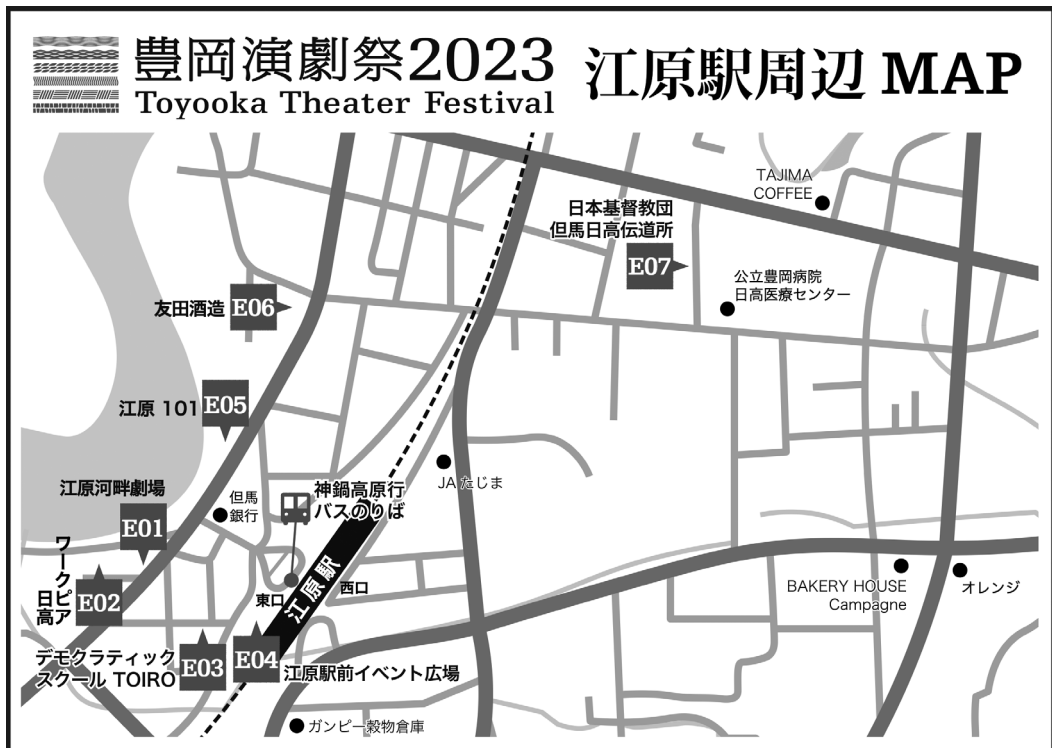 豊岡演劇祭2023
Toyooka Theater Festival
江原駅周辺 MAP
TAJIMA
COFFEE
日本基督教団
但馬日高伝道所
E07
公立豊岡病院
日高医療センター
友田酒造
E06
江原 101
E05
JA たじま
江原河畔劇場
E01
但馬
銀行
神鍋高原行
バスのりば
ワークピア
日高
E02
東口
江原駅
西口
BAKERY HOUSE
Campagne
オレンジ
デモクラティック
スクール TOIRO
E03
E04
江原駅前イベント広場
ガンピー穀物倉庫